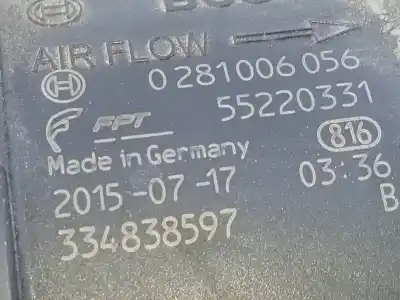 AIR FLOW
0 281 006 056
55220331
FPT
816
Made in Germany
03:36
2015-07-17
B
334838597